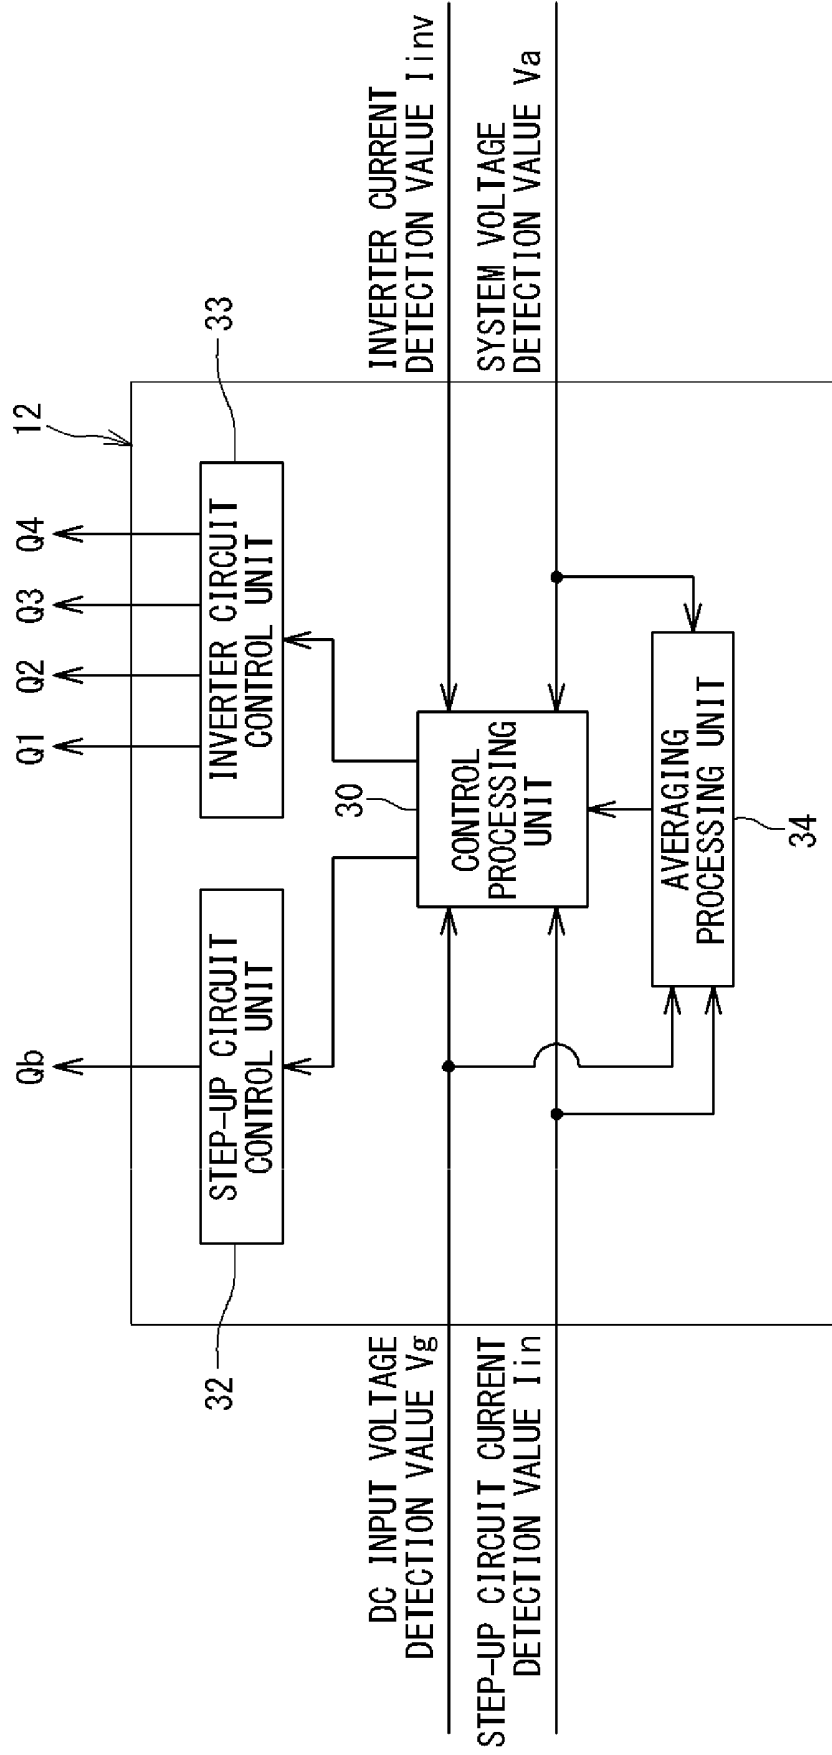 Qb
Q1
Q2
Q3
Q4
12
32
STEP-UP CIRCUIT
CONTROL UNIT
INVERTER CIRCUIT
CONTROL UNIT
33
DC INPUT VOLTAGE
DETECTION VALUE Vg
30
CONTROL
PROCESSING
UNIT
INVERTER CURRENT
DETECTION VALUE Iinv
STEP-UP CIRCUIT CURRENT
DETECTION VALUE Iin
SYSTEM VOLTAGE
DETECTION VALUE Va
AVERAGING
PROCESSING UNIT
34